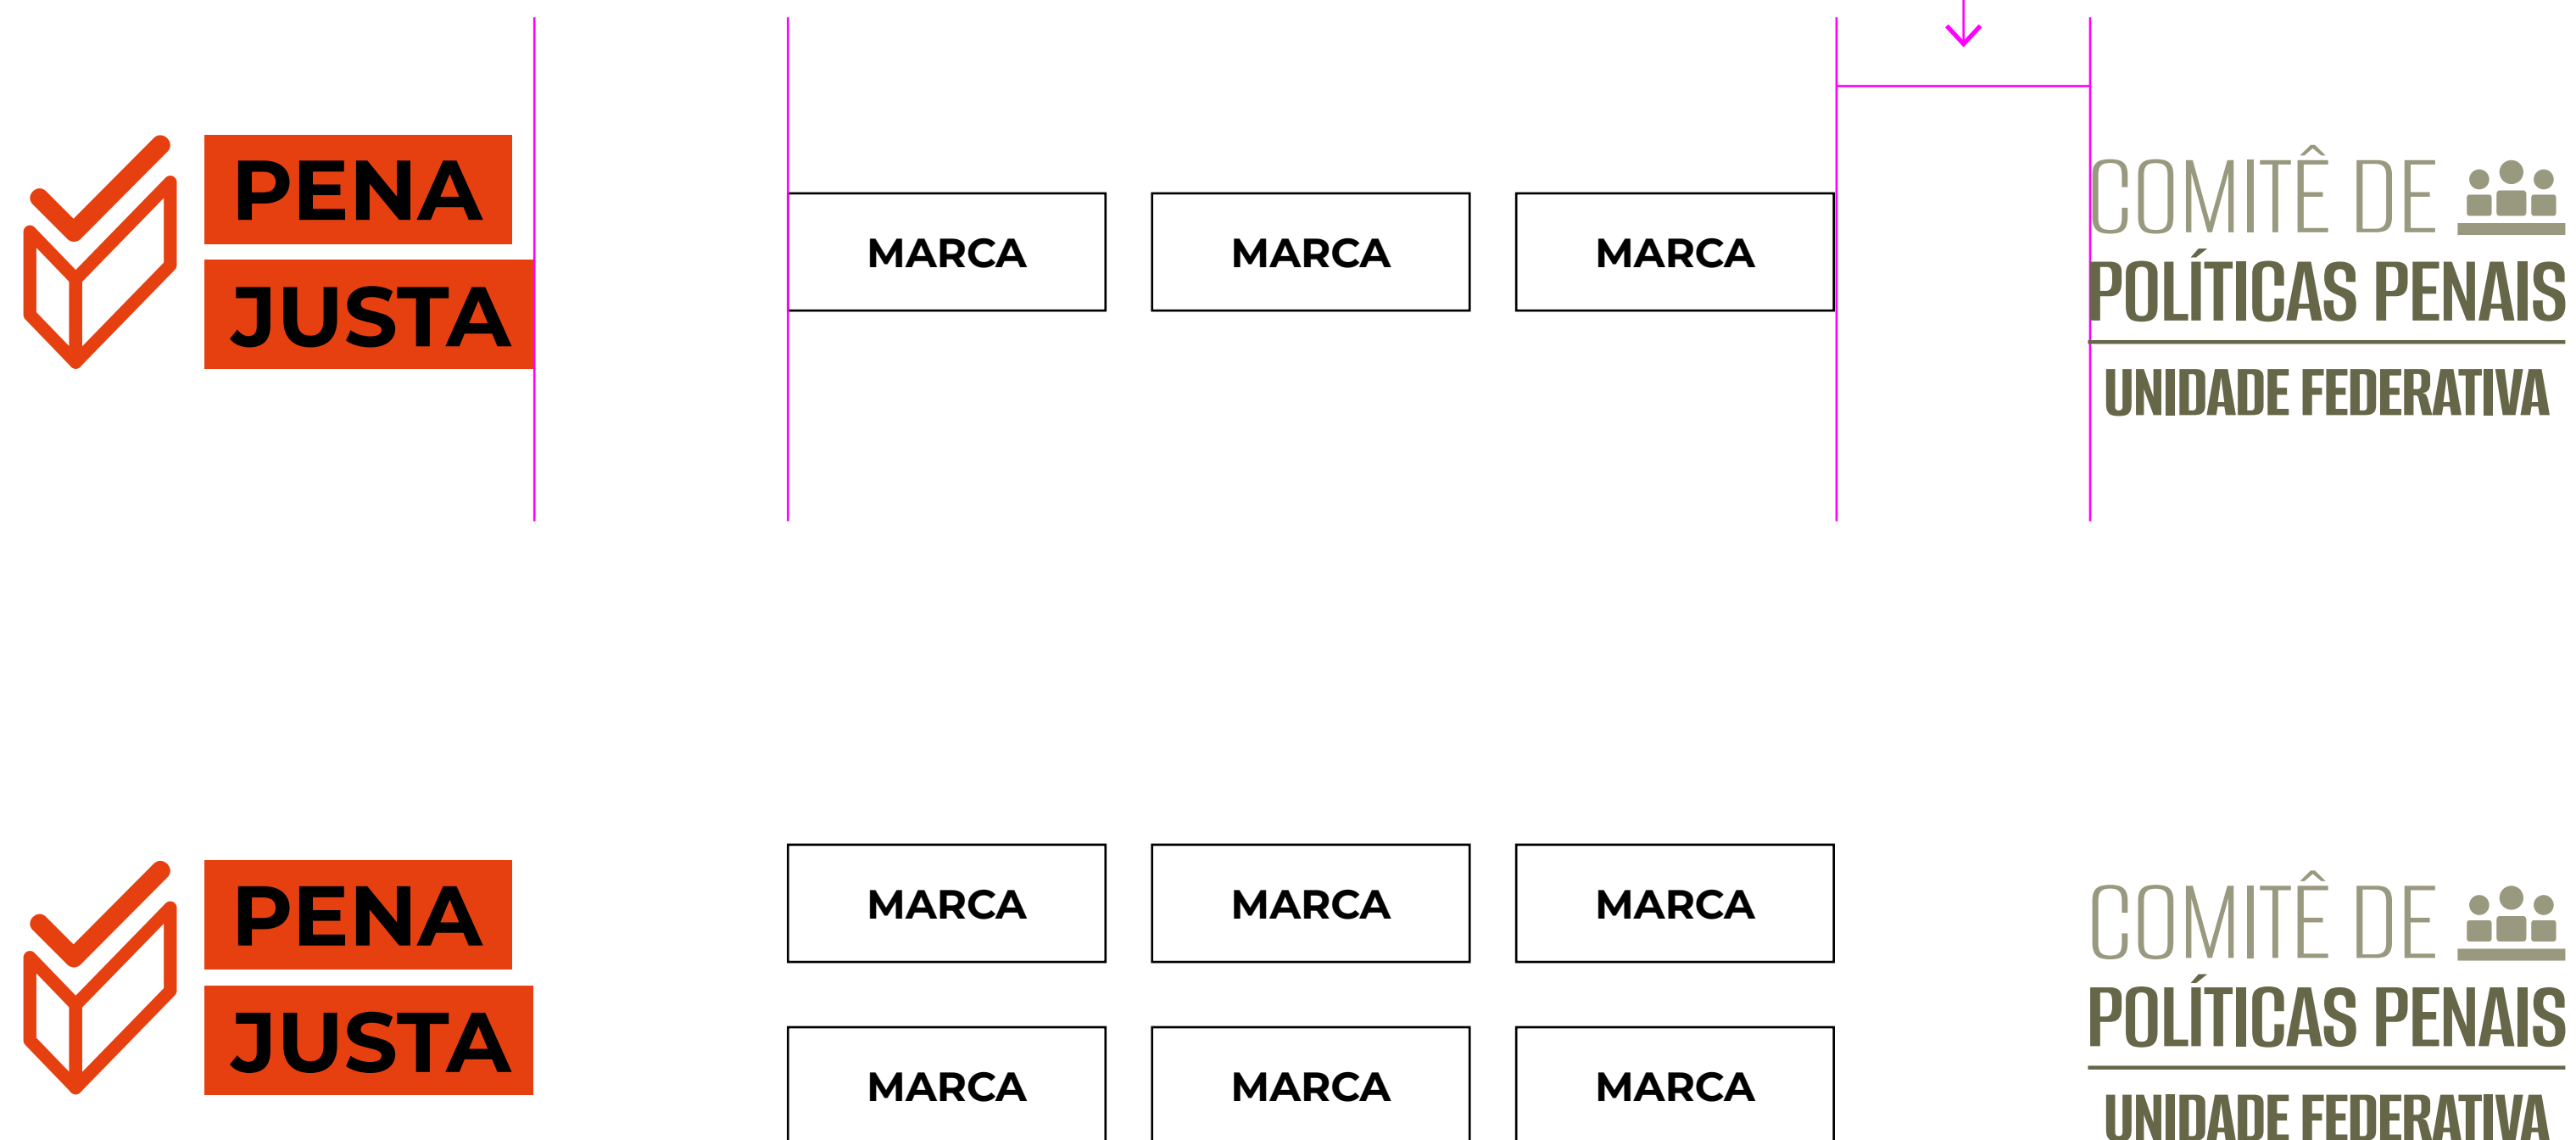 PENA
JUSTA
MARCA MARCA MARCA
COMITÊ DE
POLÍTICAS PENAIS
UNIDADE FEDERATIVA
PENA
JUSTA
MARCA MARCA MARCA
MARCA MARCA MARCA
COMITÊ DE
POLÍTICAS PENAIS
UNIDADE FEDERATIVA